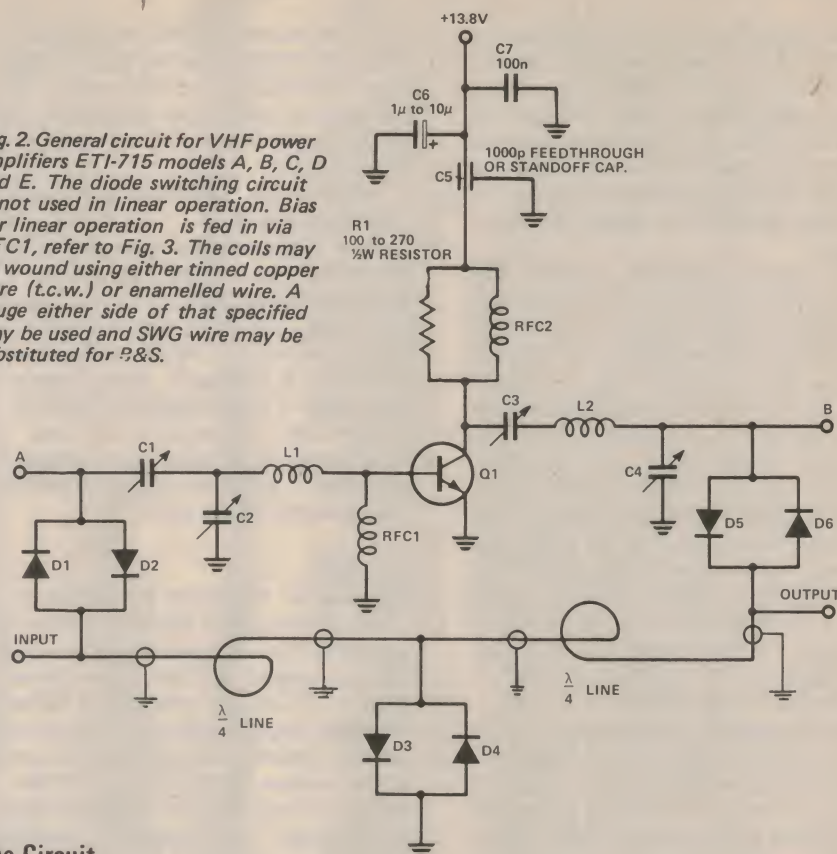 +13.8V
C7
100n
C6
1μ to 10μ
+
1000p FEEDTHROUGH
OR STANDOFF CAP.
C5
g. 2. General circuit for VHF power
plifiers ETI-715 models A, B, C, D
d E. The diode switching circuit
not used in linear operation. Bias
r linear operation is fed in via
FC1, refer to Fig. 3. The coils may
wound using either tinned copper
re (t.c.w.) or enamelled wire. A
uge either side of that specified
ay be used and SWG wire may be
bstituted for B&S.
R1
100 to 270
½W RESISTOR
RFC2
C3
L2
B
A
C1
L1
Q1
C2
C4
RFC1
D1
D2
D5
D6
INPUT
OUTPUT
λ/4 LINE
λ/4 LINE
D3
D4
e Circuit